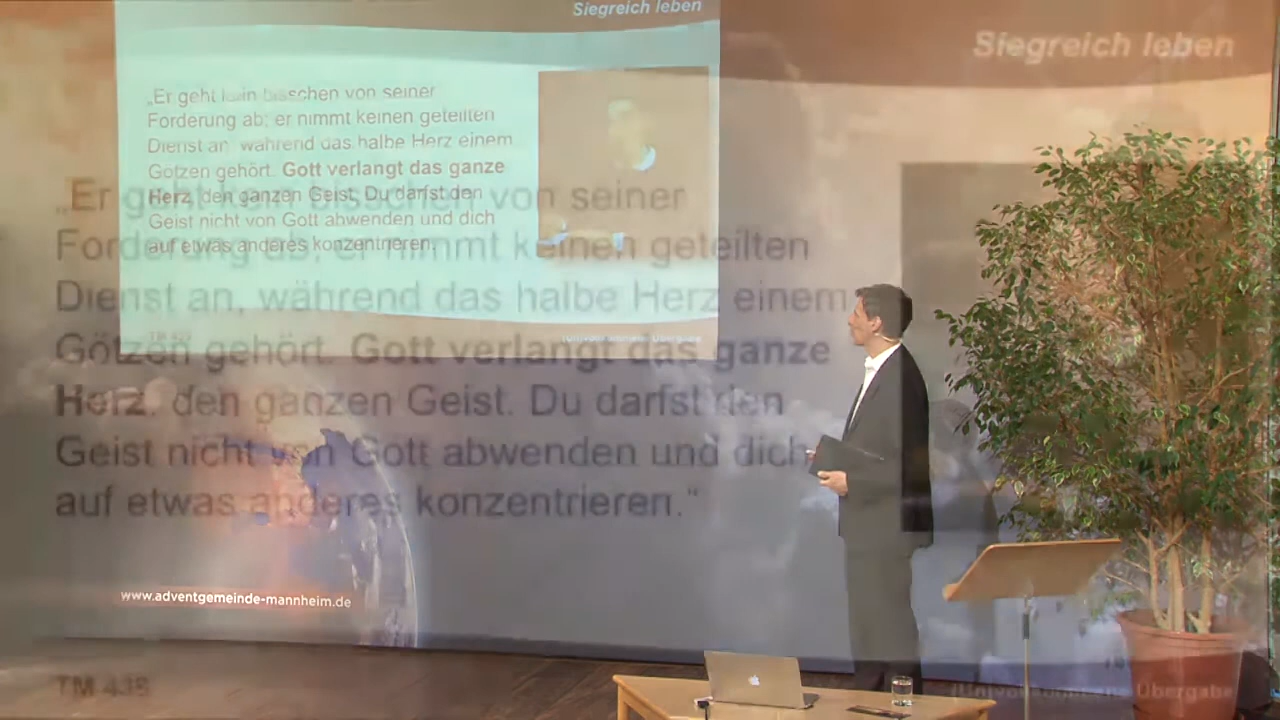 Siegreich leben
„Er geht kein bisschen von seiner
Forderung ab; er nimmt keinen geteilten
Dienst an, während das halbe Herz einem
Götzen gehört. Gott verlangt das ganze
Herz, den ganzen Geist. Du darfst den
Geist nicht von Gott abwenden und dich
auf etwas anderes konzentrieren.
Siegreich leben
„Er geht kein bisschen von seiner
Forderung ab; er nimmt keinen geteilten
Dienst an, während das halbe Herz einem
Götzen gehört. Gott verlangt das ganze
Herz, den ganzen Geist. Du darfst den
Geist nicht von Gott abwenden und dich
auf etwas anderes konzentrieren."
www.adventgemeinde-mannheim.de
TM 438
Übergabe